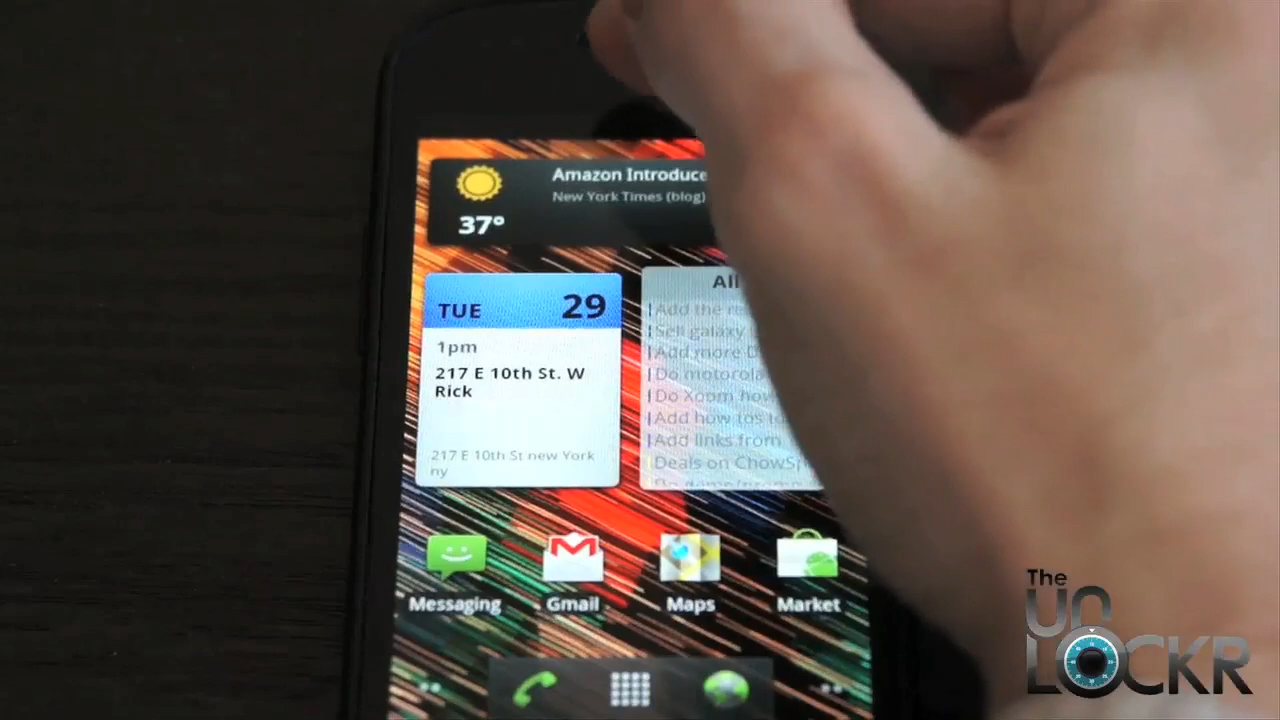 Amazon Introduce
New York Times (blog)
37°
TUE 29
1pm
217 E 10th St. W
Rick
217 E 10th St new York
ny
All
Add the
Sell galaxy
Add more
Do motorola
Do Xoom how
Add how tos
Add links from
Deals on
Messaging
Gmail
Maps
Market
The
UNLOCKR